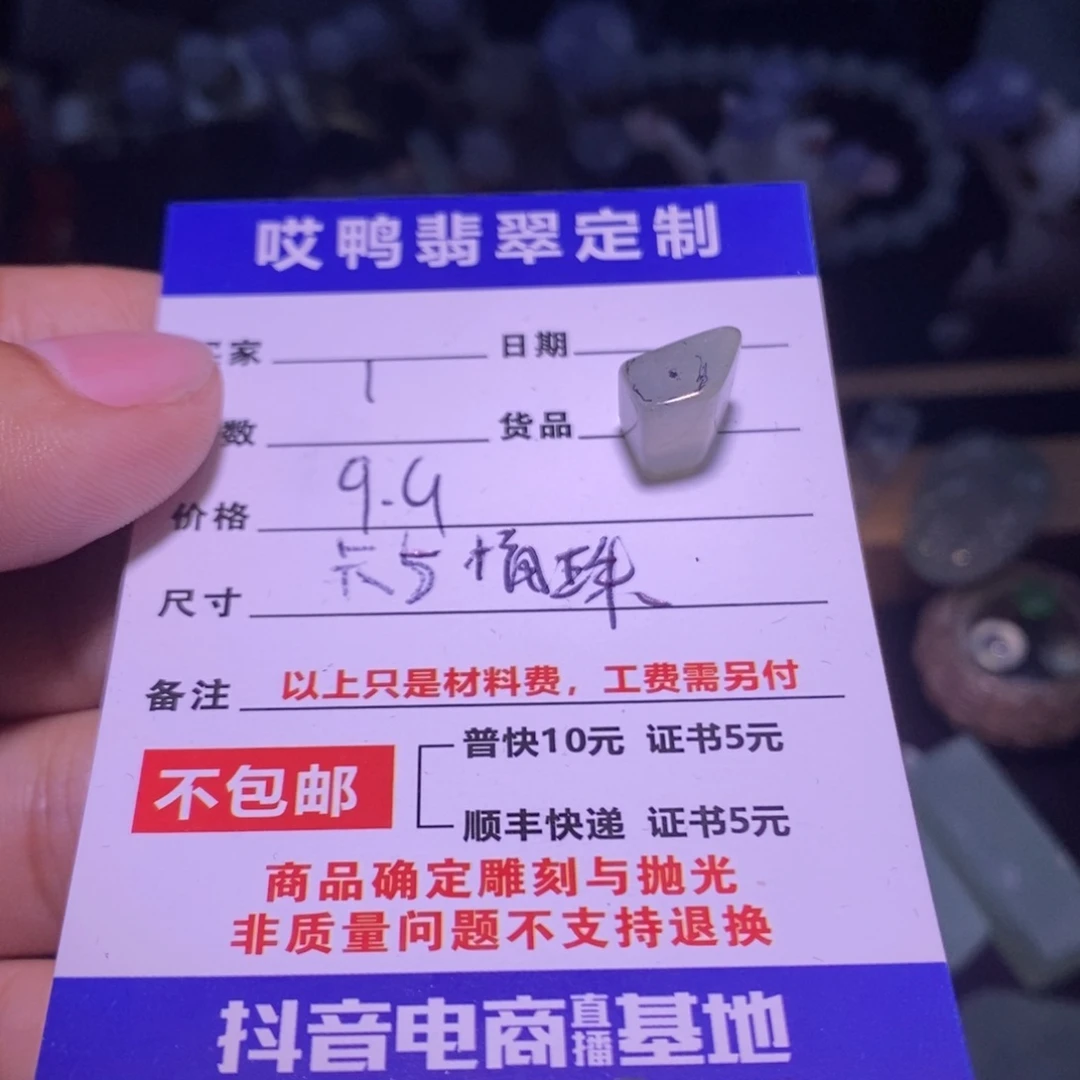 哎鸭翡翠定制
家 日期
1
数 货品
价格 9.9
尺寸
备注 以上只是材料费，工费需另付
不包邮
普快10元 证书5元
顺丰快递 证书5元
商品确定雕刻与抛光
非质量问题不支持退换
抖音电商直播基地